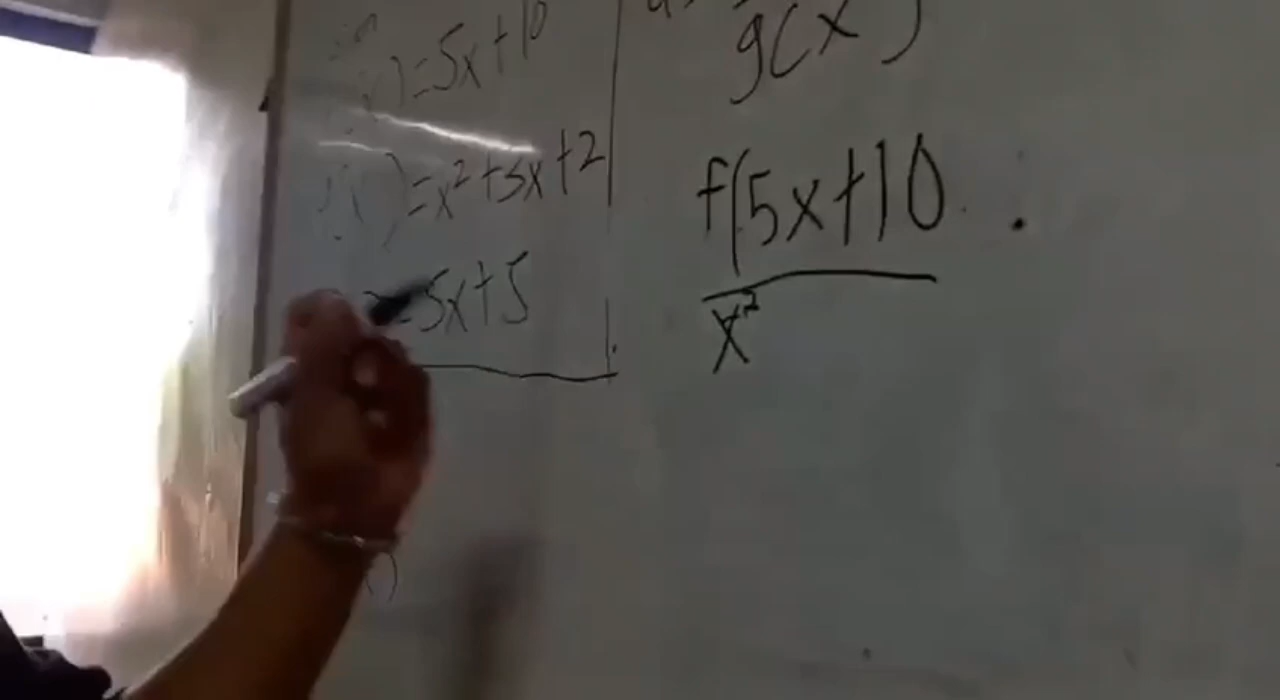 x)=5x+10
(x)=x²+3x+2
=5x+5
g(x)
f(5x+10
x²
)